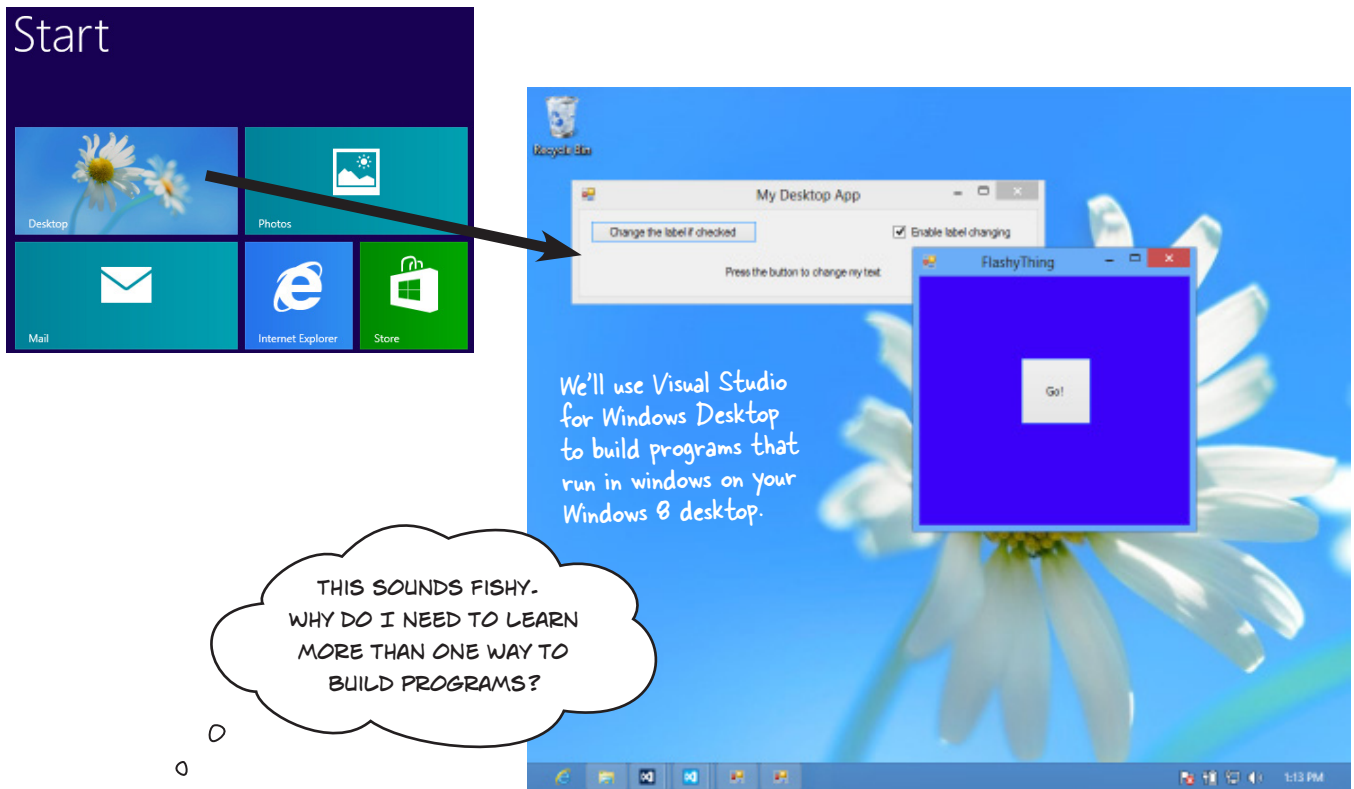 Start
Desktop
Photos
Mail
Internet Explorer
Store
Recycle Bin
My Desktop App
Change the label if checked
Enable label changing
Press the button to change my text
FlashyThing
Go!
We'll use Visual Studio
for Windows Desktop
to build programs that
run in windows on your
Windows 8 desktop.
THIS SOUNDS FISHY.
WHY DO I NEED TO LEARN
MORE THAN ONE WAY TO
BUILD PROGRAMS?
1:13 PM